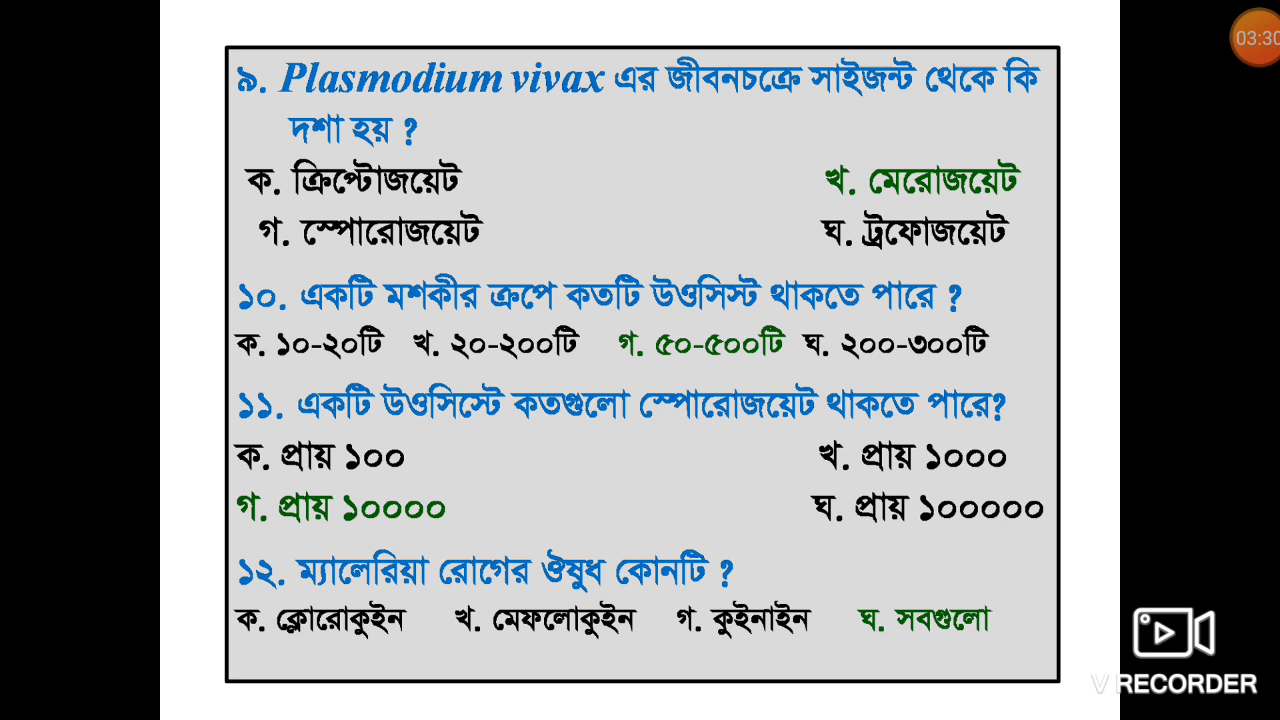 03:30
৯. Plasmodium vivax এর জীবনচক্রে সাইজন্ট থেকে কি
দশা হয় ?
ক. ক্রিপ্টোজয়েট খ. মেরোজয়েট
গ. স্পোরোজয়েট ঘ. ট্রফোজয়েট
১০. একটি মশকীর ক্রপে কতটি উওসিস্ট থাকতে পারে ?
ক. ১০-২০টি খ. ২০-২০০টি গ. ৫০-৫০০টি ঘ. ২০০-৩০০টি
১১. একটি উওসিস্টে কতগুলো স্পোরোজয়েট থাকতে পারে?
ক. প্রায় ১০০ খ. প্রায় ১০০০
গ. প্রায় ১০০০০ ঘ. প্রায় ১০০০০০
১২. ম্যালেরিয়া রোগের ঔষুধ কোনটি ?
ক. ক্লোরোকুইন খ. মেফলোকুইন গ. কুইনাইন ঘ. সবগুলো
V RECORDER